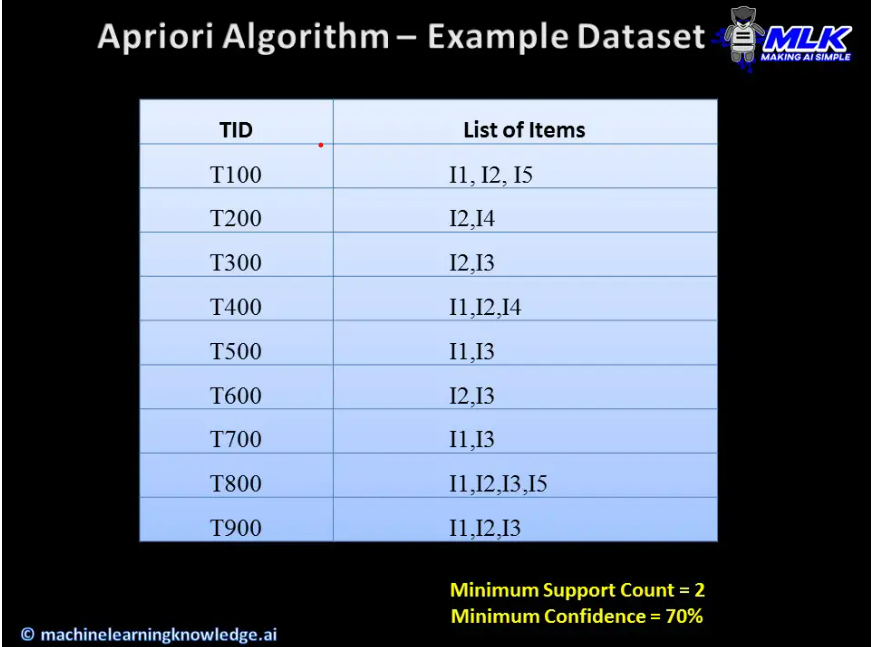 Apriori Algorithm – Example Dataset
MLK
MAKING AI SIMPLE
TID List of Items
T100 I1, I2, I5
T200 I2,I4
T300 I2,I3
T400 I1,I2,I4
T500 I1,I3
T600 I2,I3
T700 I1,I3
T800 I1,I2,I3,I5
T900 I1,I2,I3
Minimum Support Count = 2
Minimum Confidence = 70%
© machinelearningknowledge.ai